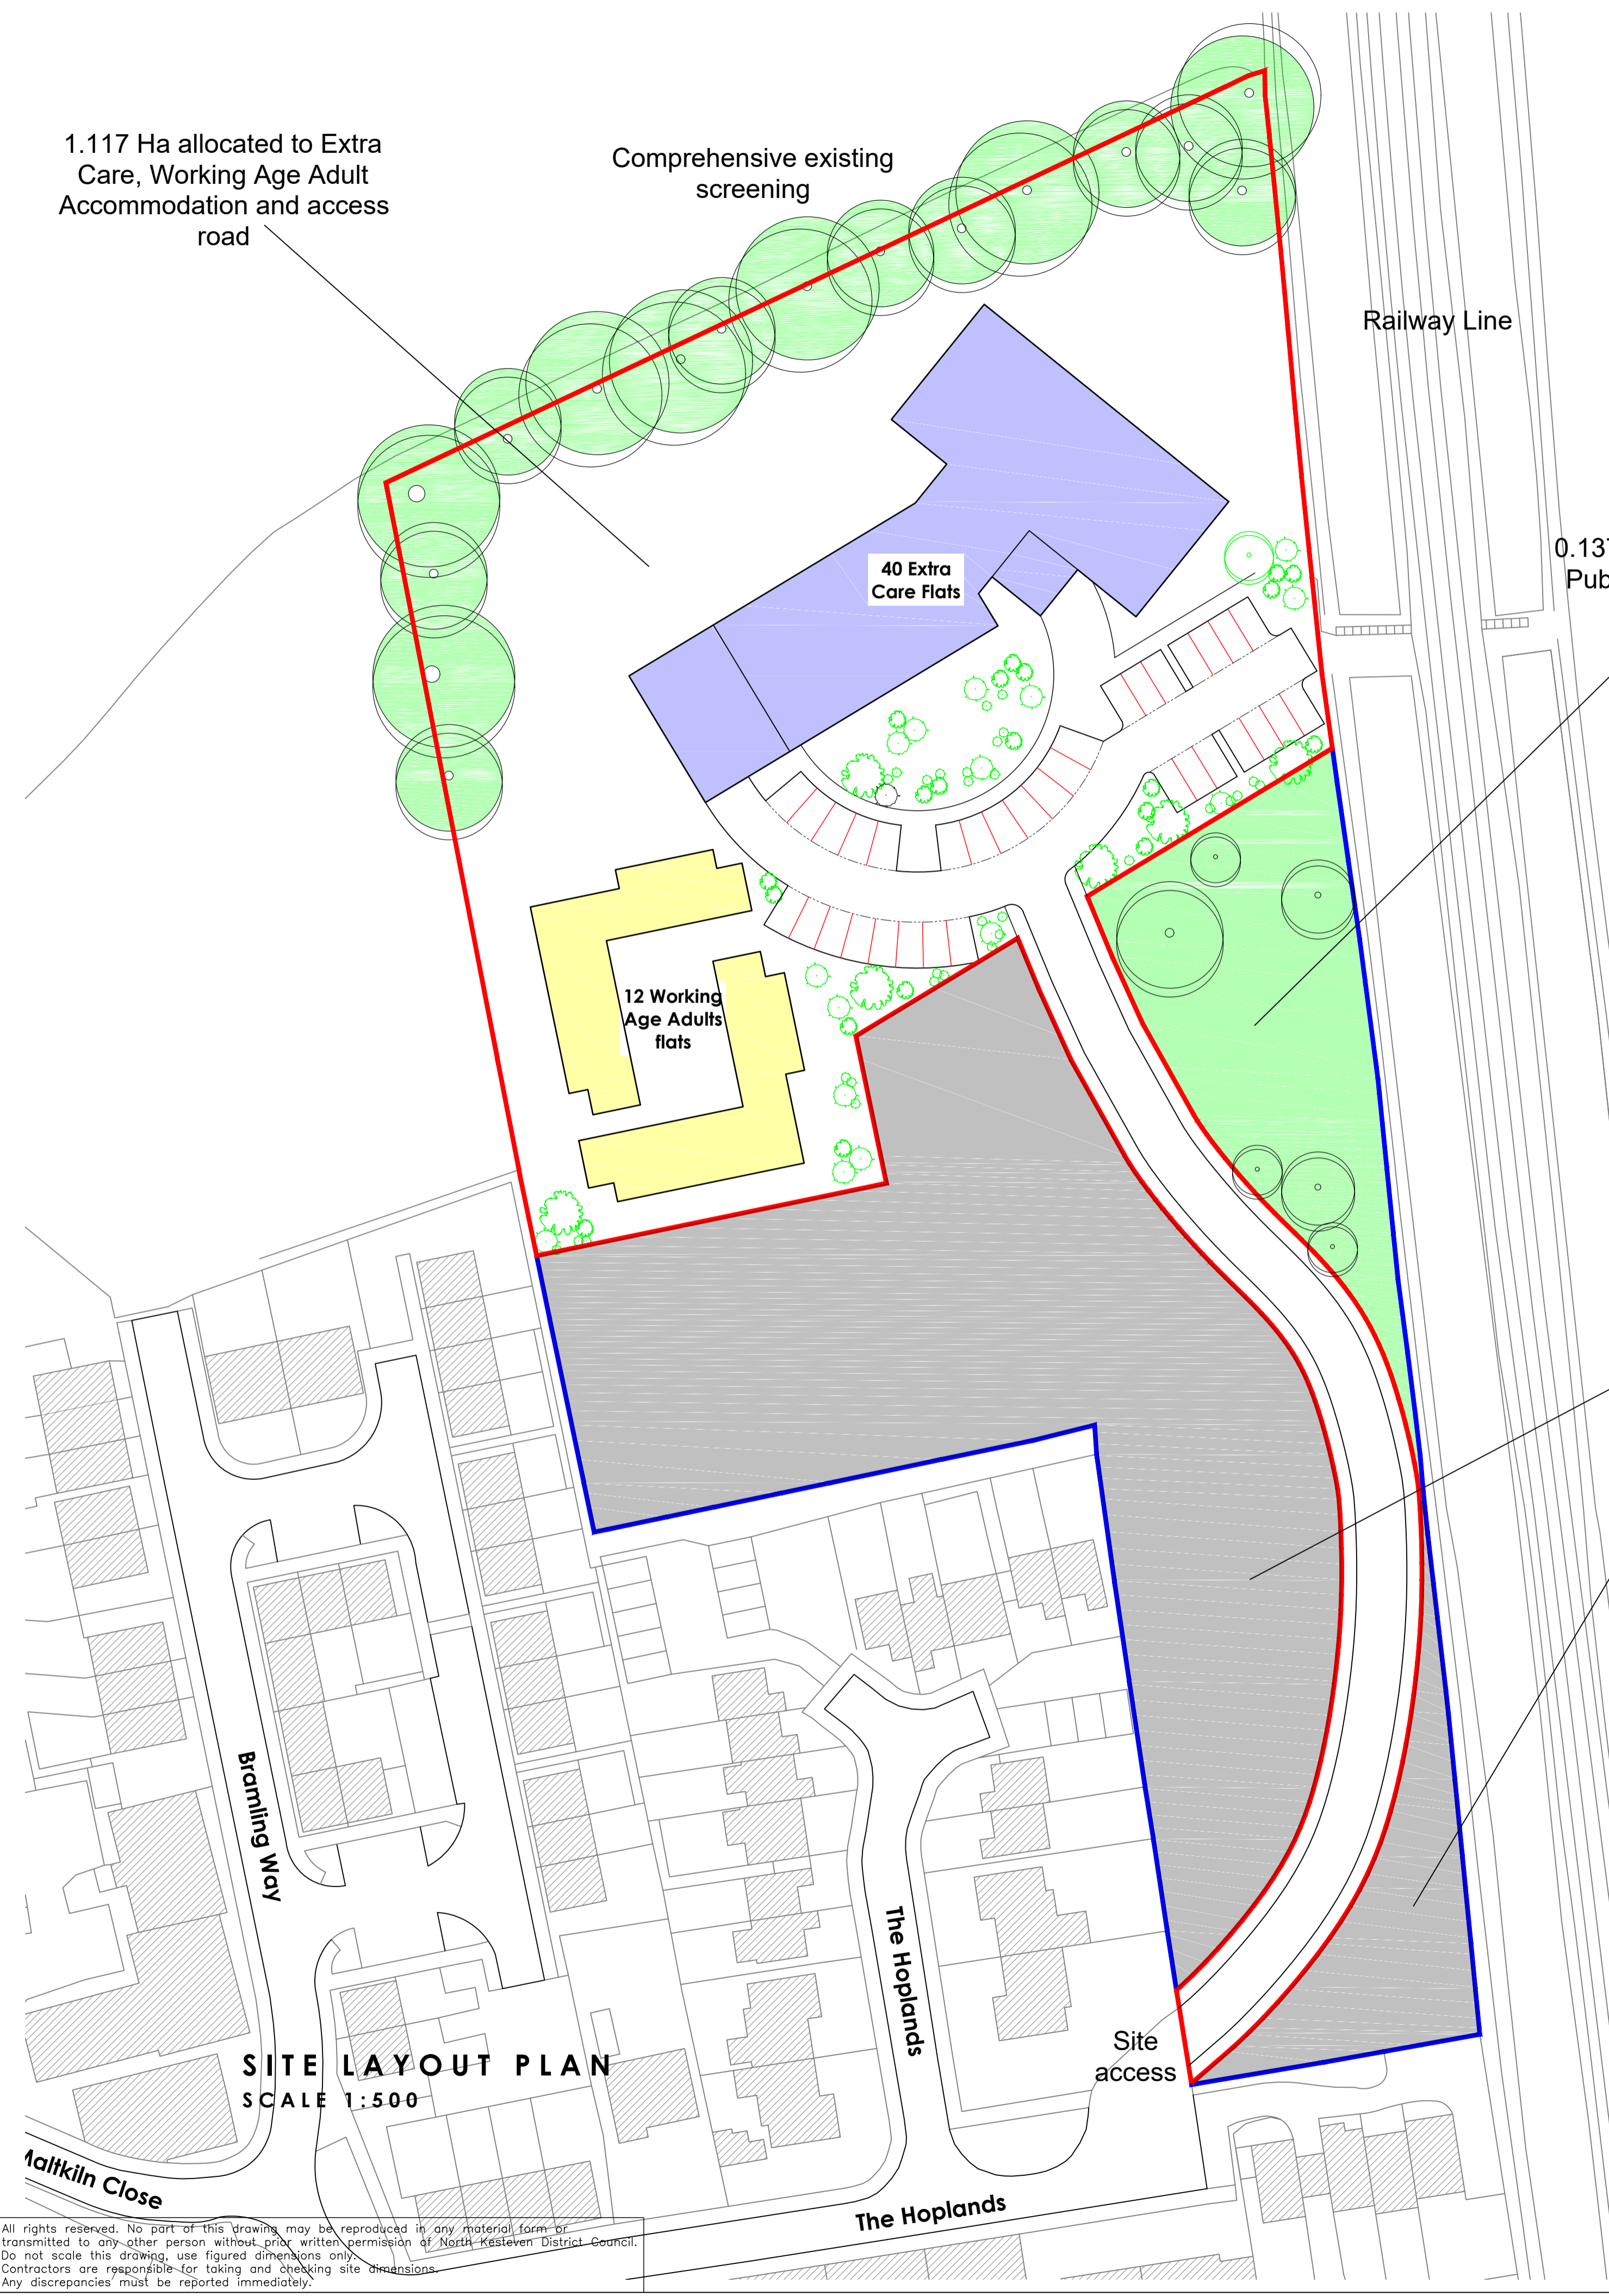 1.117 Ha allocated to Extra
Care, Working Age Adult
Accommodation and access
road
Comprehensive existing
screening
Railway Line
0.137
Pub
40 Extra
Care Flats
12 Working
Age Adults
flats
Bramling Way
The Hoplands
Site
access
SITE LAYOUT PLAN
SCALE 1:500
Maltkiln Close
The Hoplands
All rights reserved. No part of this drawing may be reproduced in any material form or
transmitted to any other person without prior written permission of North Kesteven District Council.
Do not scale this drawing, use figured dimensions only.
Contractors are responsible for taking and checking site dimensions.
Any discrepancies must be reported immediately.